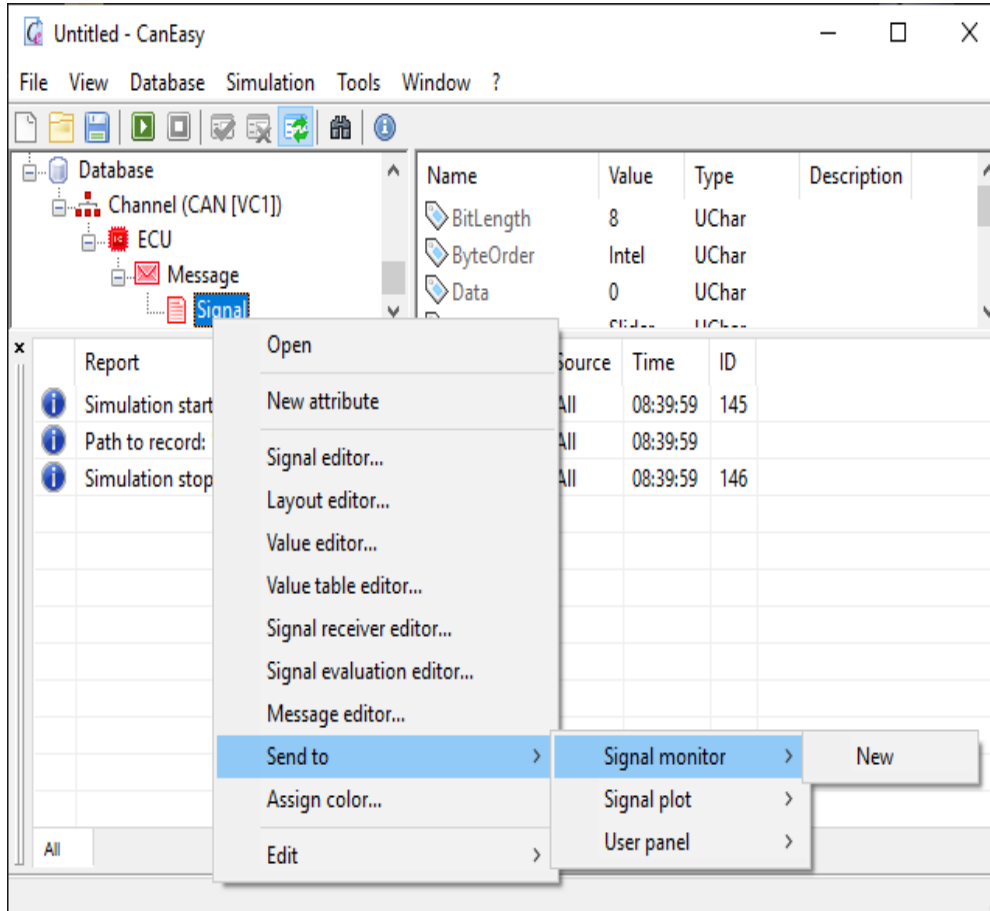 Untitled - CanEasy
File View Database Simulation Tools Window ?
Database
Channel (CAN [VC1])
ECU
Message
Signal
Name Value Type Description
BitLength 8 UChar
ByteOrder Intel UChar
Data 0 UChar
x
Report Source Time ID
Simulation start All 08:39:59 145
Path to record: All 08:39:59
Simulation stop All 08:39:59 146
All
Open
New attribute
Signal editor...
Layout editor...
Value editor...
Value table editor...
Signal receiver editor...
Signal evaluation editor...
Message editor...
Send to >
Assign color...
Edit >
Signal monitor >
Signal plot >
User panel >
New